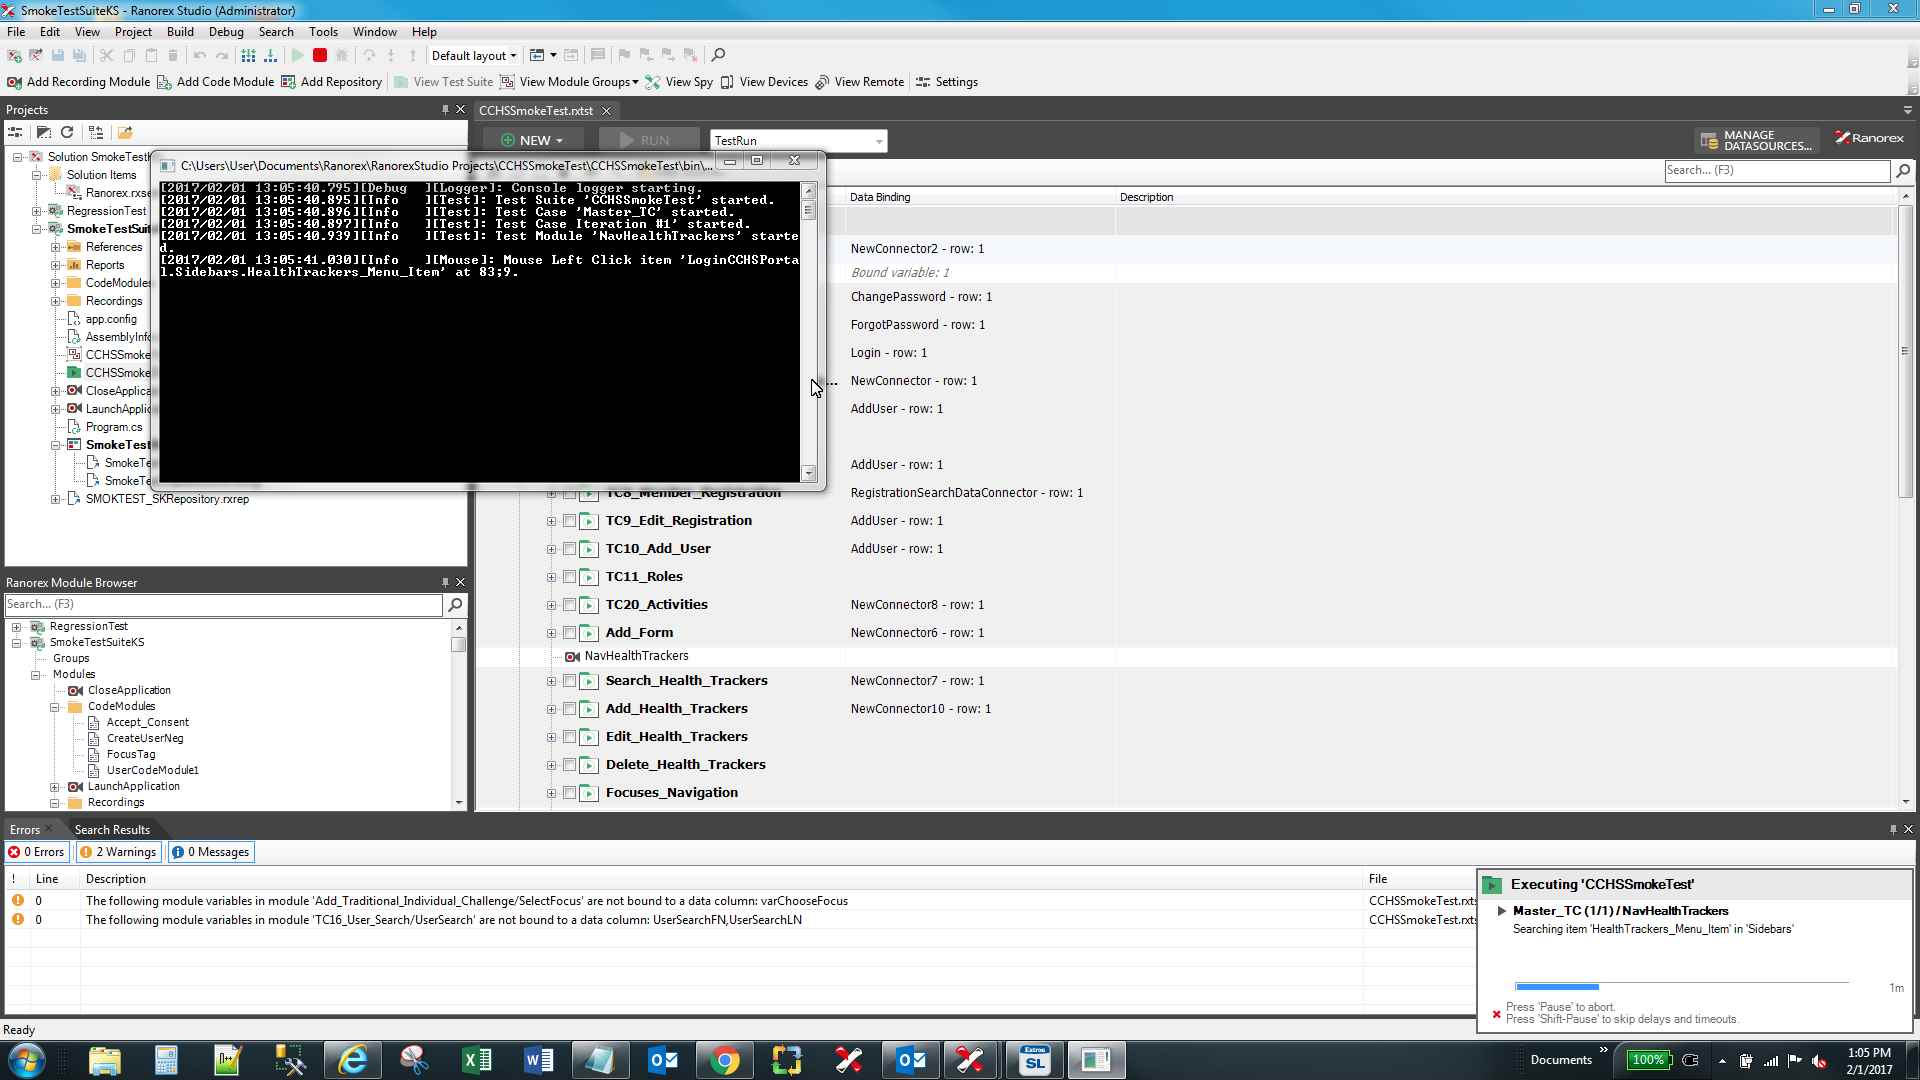 SmokeTestSuiteKS - Ranorex Studio (Administrator)
File Edit View Project Build Debug Search Tools Window Help
Default layout
Add Recording Module Add Code Module Add Repository View Test Suite View Module Groups View Spy View Devices View Remote Settings
Projects
CCHSSmokeTest.rxtst
NEW RUN TestRun
MANAGE
DATASOURCES...
Ranorex
Search... (F3)
Data Binding Description
Solution SmokeTest
Solution Items
Ranorex.rxse
RegressionTest
SmokeTestSuit
References
Reports
CodeModules
Recordings
app.config
AssemblyInfo
CCHSSmoke
CCHSSmoke
CloseApplica
LaunchApplic
Program.cs
SmokeTest
SmokeTe
SmokeTe
SMOKTEST_SKRepository.rxrep
C:\Users\User\Documents\Ranorex\RanorexStudio Projects\CCHSSmokeTest\CCHSSmokeTest\bin\...
[2017/02/01 13:05:40.795][Debug ][Logger]: Console logger starting.
[2017/02/01 13:05:40.895][Info ][Test]: Test Suite 'CCHSSmokeTest' started.
[2017/02/01 13:05:40.896][Info ][Test]: Test Case 'Master_TC' started.
[2017/02/01 13:05:40.897][Info ][Test]: Test Case Iteration #1' started.
[2017/02/01 13:05:40.939][Info ][Test]: Test Module 'NavHealthTrackers' starte
d.
[2017/02/01 13:05:41.030][Info ][Mouse]: Mouse Left Click item 'LoginCCHSPorta
l.Sidebars.HealthTrackers_Menu_Item' at 83;9.
NewConnector2 - row: 1
Bound variable: 1
ChangePassword - row: 1
ForgotPassword - row: 1
Login - row: 1
... NewConnector - row: 1
AddUser - row: 1
AddUser - row: 1
TC8_Member_Registration RegistrationSearchDataConnector - row: 1
TC9_Edit_Registration AddUser - row: 1
TC10_Add_User AddUser - row: 1
TC11_Roles
TC20_Activities NewConnector8 - row: 1
Add_Form NewConnector6 - row: 1
NavHealthTrackers
Search_Health_Trackers NewConnector7 - row: 1
Add_Health_Trackers NewConnector10 - row: 1
Edit_Health_Trackers
Delete_Health_Trackers
Focuses_Navigation
Ranorex Module Browser
Search... (F3)
RegressionTest
SmokeTestSuiteKS
Groups
Modules
CloseApplication
CodeModules
Accept_Consent
CreateUserNeg
FocusTag
UserCodeModule1
LaunchApplication
Recordings
Errors Search Results
0 Errors 2 Warnings 0 Messages
! Line Description File
0 The following module variables in module 'Add_Traditional_Individual_Challenge/SelectFocus' are not bound to a data column: varChooseFocus CCHSSmokeTest.rxts
0 The following module variables in module 'TC16_User_Search/UserSearch' are not bound to a data column: UserSearchFN,UserSearchLN CCHSSmokeTest.rxts
Executing 'CCHSSmokeTest'
Master_TC (1/1) / NavHealthTrackers
Searching item 'HealthTrackers_Menu_Item' in 'Sidebars'
1m
Press 'Pause' to abort.
Press 'Shift-Pause' to skip delays and timeouts.
Ready
Extron
SL
Documents
100%
1:05 PM
2/1/2017